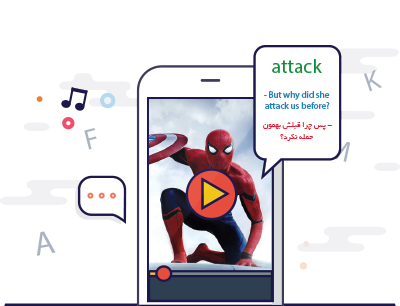 attack
- But why did she
attack us before?
– پس چرا قبلش بهمون
حمله نکرد؟
F
K
M
A